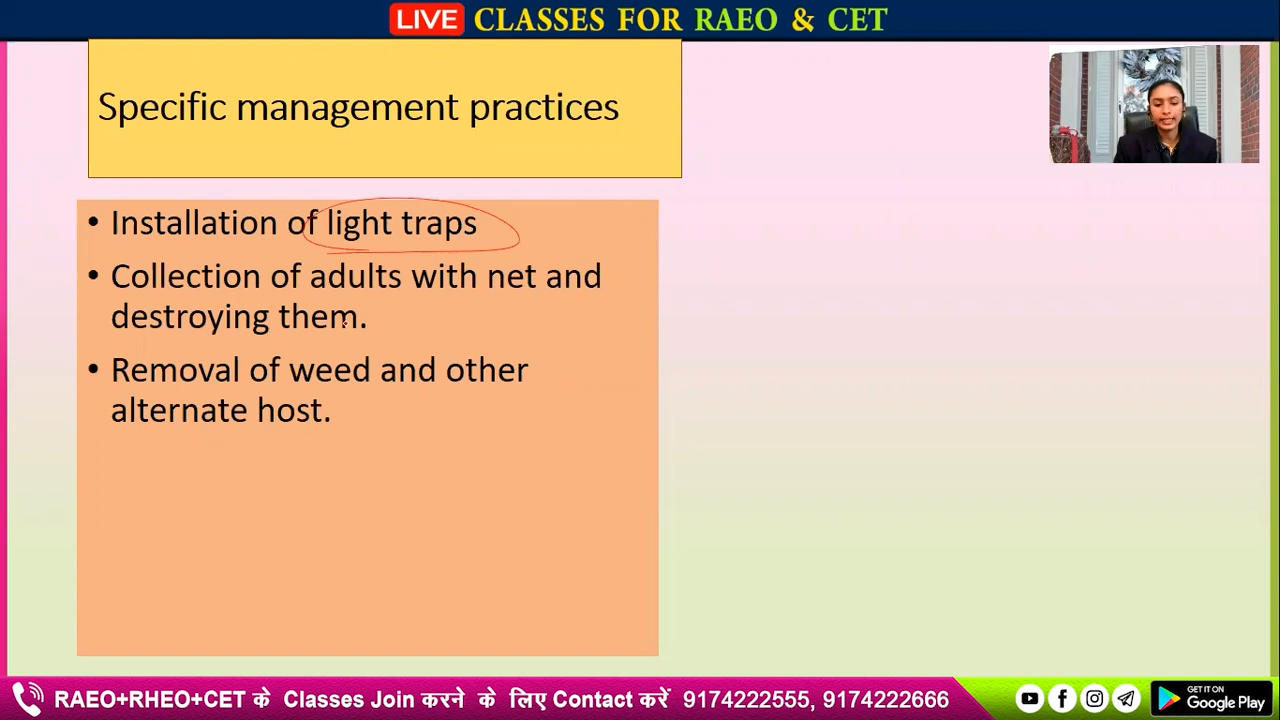 LIVE CLASSES FOR RAEO & CET
Specific management practices
• Installation of light traps
• Collection of adults with net and
destroying them.
• Removal of weed and other
alternate host.
RAEO+RHEO+CET के Classes Join करने के लिए Contact करें 9174222555, 9174222666
GET IT ON
Google Play